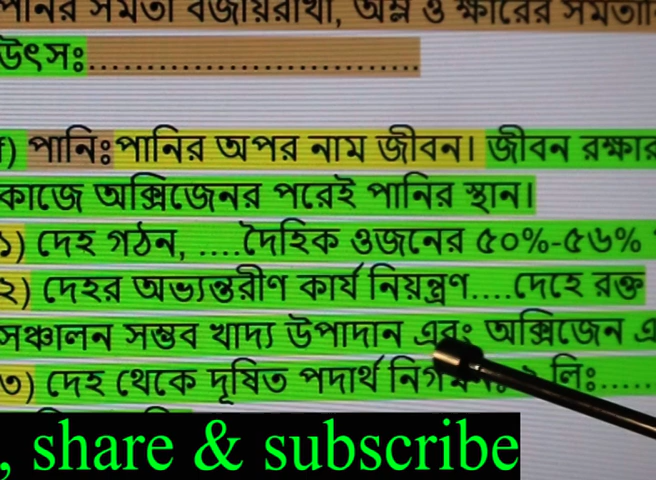 পানির সমতা বজায়রাখা, অম্ল ও ক্ষারের
উৎসঃ..............................
) পানিঃ পানির অপর নাম জীবন। জীবন রক্ষার
কাজে অক্সিজেনর পরেই পানির স্থান।
১) দেহ গঠন, ....দৈহিক ওজনের ৫০%-৫৬%
২) দেহর অভ্যন্তরীণ কার্য নিয়ন্ত্রণ....দেহে রক্ত
সঞ্চালন সম্ভব খাদ্য উপাদান এবং অক্সিজেন
৩) দেহ থেকে দূষিত পদার্থ লিঃ.....
, share & subscribe